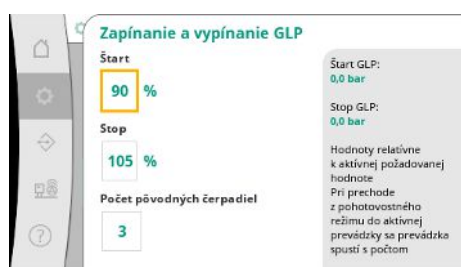 Zapínanie a vypínanie GLP
Štart
90 %
Stop
105 %
Počet pôvodných čerpadiel
3
Štart GLP:
0,0 bar
Stop GLP:
0,0 bar
Hodnoty relatívne
k aktívnej požadovanej
hodnote
Pri prechode
z pohotovostného
režimu do aktívnej
prevádzky sa prevádzka
spustí s počtom